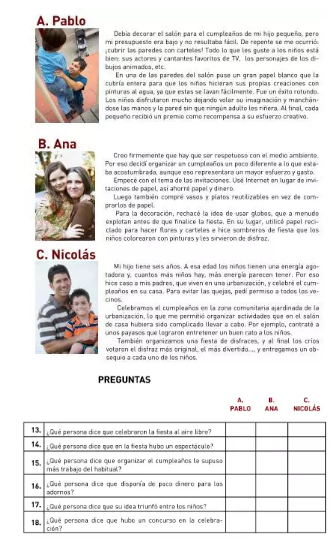 A. Pablo
Debía decorar el salón para el cumpleaños de mi hijo pequeño, pero
mi presupuesto era bajo y no resultaba fácil. De repente se me ocurrió:
¡cubrir las paredes con carteles! Todo lo que les guste a los niños está
bien: sus actores y cantantes favoritos de TV, los personajes de los di-
bujos animados, etc.
En una de las paredes del salón puse un gran papel blanco que la
cubría entera para que los niños hicieran sus propias creaciones con
pinturas al agua, ya que estas se lavan fácilmente. Fue un éxito rotundo.
Los niños disfrutaron mucho dejando volar su imaginación y manchán-
dose las manos y la pared sin que ningún adulto les riñera. Al final, cada
pequeño recibió un premio como recompensa a su esfuerzo creativo.
B. Ana
Creo firmemente que hay que ser respetuoso con el medio ambiente.
Por eso decidí organizar un cumpleaños un poco diferente a lo que esta-
ba acostumbrado, aunque eso representara un mayor esfuerzo y gasto.
Empecé con el tema de las invitaciones. Usé Internet en lugar de invi-
taciones de papel, así ahorré papel y dinero.
Luego también compré vasos y platos reutilizables en vez de com-
prarlos de papel.
Para la decoración, rechacé la idea de usar globos, que a menudo
explotan antes de que finalice la fiesta. En su lugar, utilicé papel reci-
clado para hacer flores y carteles e hice sombreros de fiesta que los
niños colorearon con pinturas y les sirvieron de disfraz.
C. Nicolás
Mi hijo tiene seis años. A esa edad los niños tienen una energía ago-
tadora y, cuantos más niños hay, más energía parecen tener. Por eso
hice caso a mis padres, que viven en una urbanización, y celebré el cum-
pleaños en su casa. Para evitar las quejas, pedí permiso a todos los ve-
cinos.
Celebramos el cumpleaños en la zona comunitaria ajardinada de la
urbanización, lo que me permitió organizar actividades que en el salón
de casa hubiera sido complicado llevar a cabo. Por ejemplo, contraté a
unos payasos que lograron entretener un buen rato a los niños.
También organizamos una fiesta de disfraces, y al final los críos
votaron el disfraz más original, el más divertido..., y entregamos un ob-
sequio a cada uno de los niños.
PREGUNTAS
A. PABLO B. ANA C. NICOLÁS
13. ¿Qué persona dice que celebraron la fiesta al aire libre?
14. ¿Qué persona dice que en la fiesta hubo un espectáculo?
15. ¿Qué persona dice que organizar el cumpleaños le supuso
más trabajo del habitual?
16. ¿Qué persona dice que disponía de poco dinero para los
adornos?
17. ¿Qué persona dice que su idea triunfó entre los niños?
18. ¿Qué persona dice que hubo un concurso en la celebra-
ción?